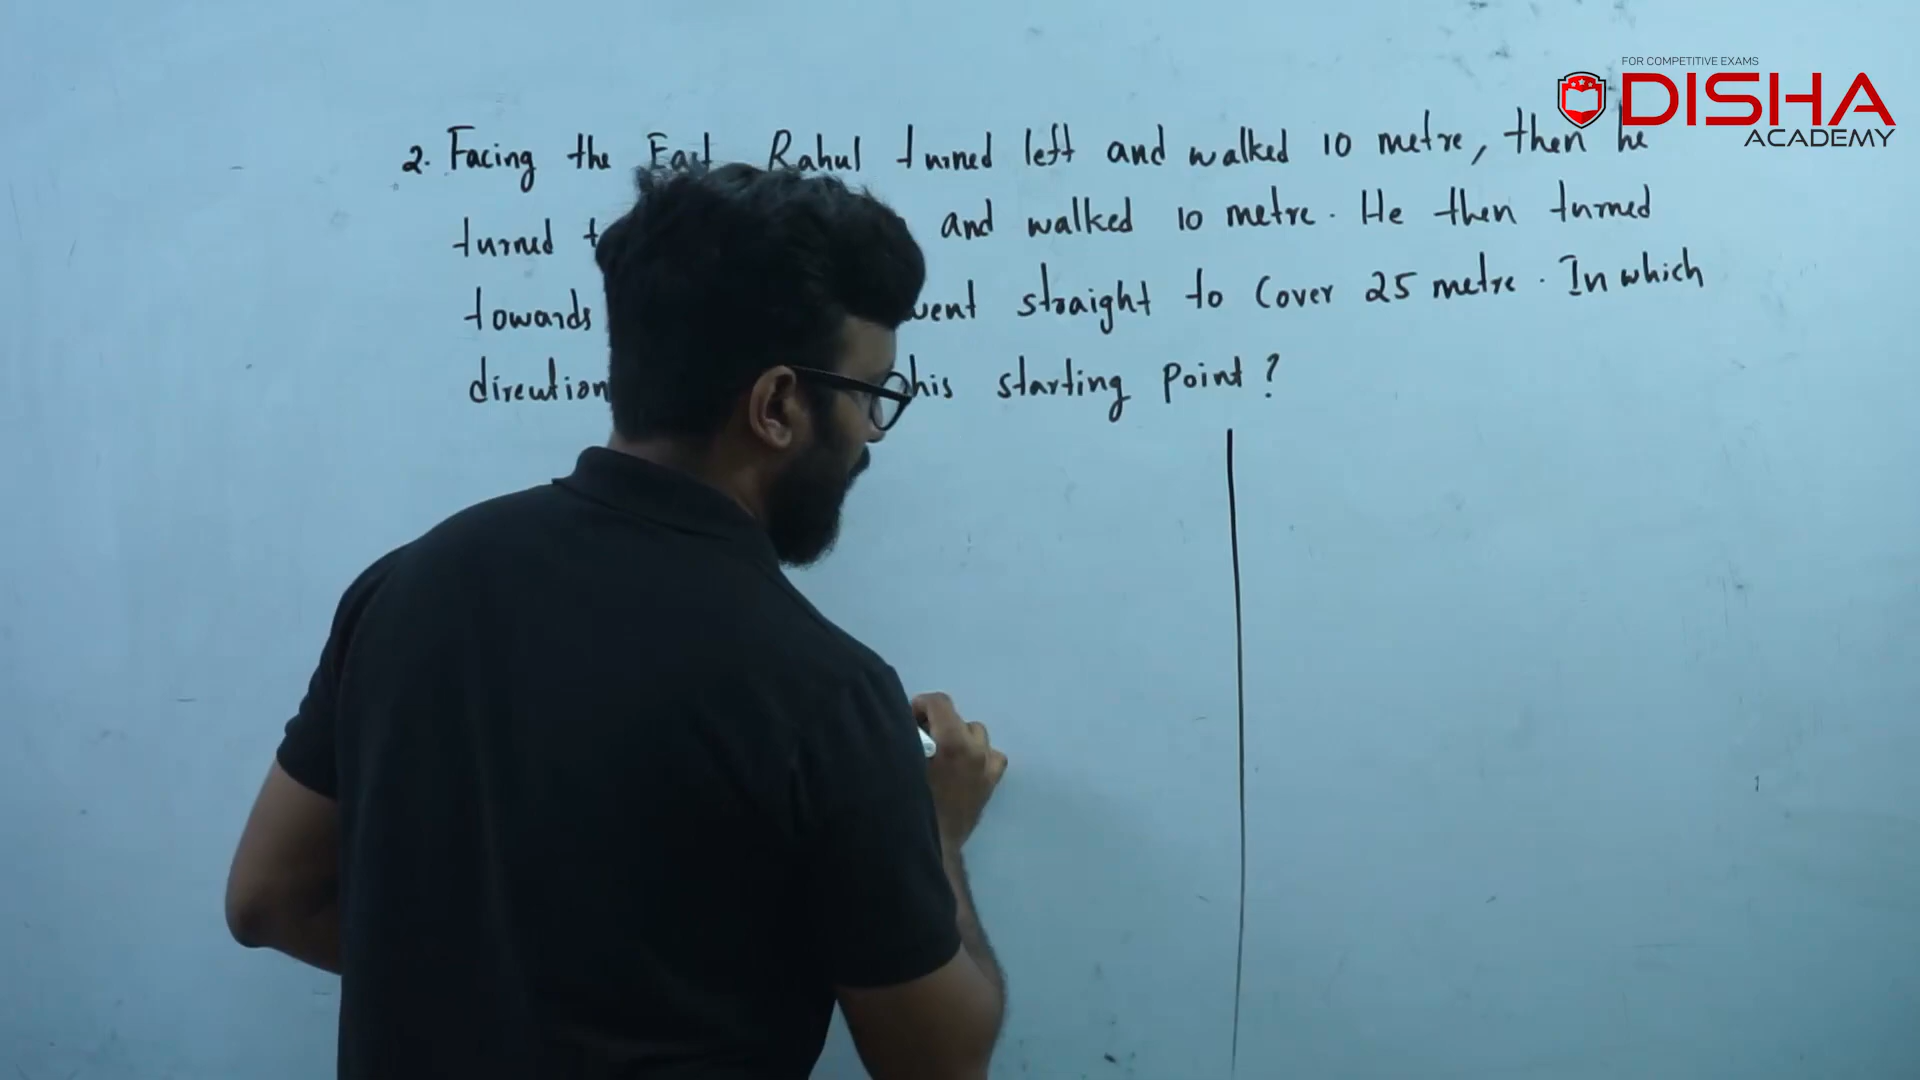 FOR COMPETITIVE EXAMS
DISHA
ACADEMY
2. Facing the East Rahul turned left and walked 10 metre, then he
turned and walked 10 metre. He then turned
towards went straight to Cover 25 metre. In which
direction his starting point?